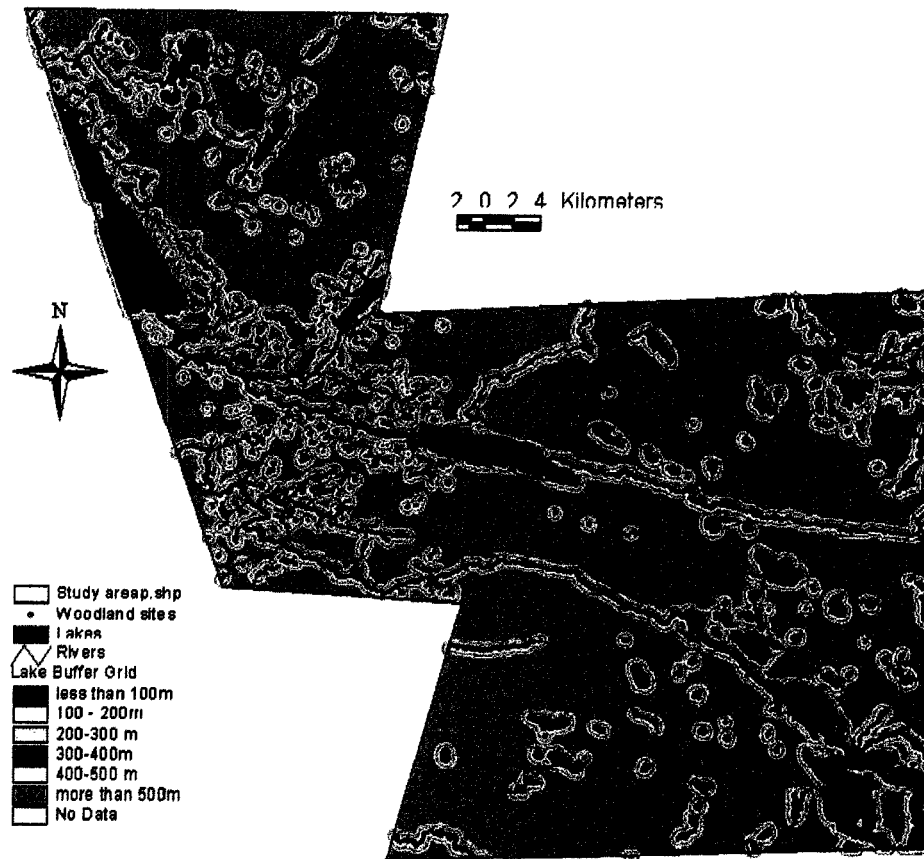 2 0 2 4 Kilometers
N
Study areap.shp
Woodland sites
Lakes
Rivers
Lake Buffer Grid
less than 100m
100 - 200m
200-300 m
300-400m
400-500 m
more than 500m
No Data